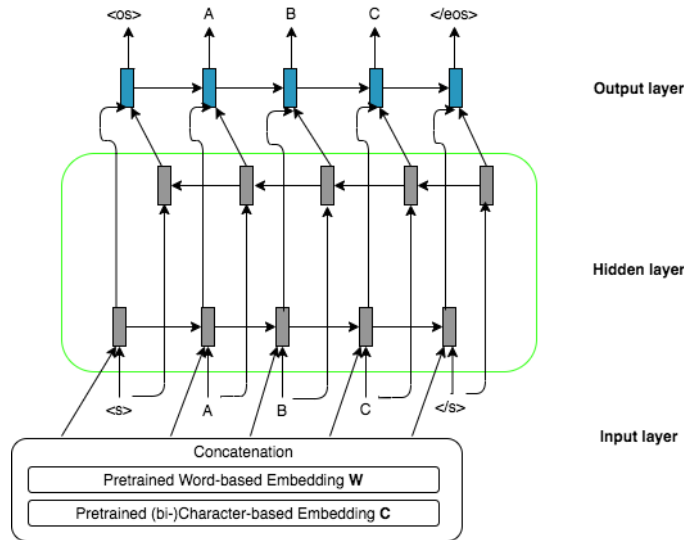 <os> A B C </eos>
Output layer
Hidden layer
<s> A B C </s>
Input layer
Concatenation
Pretrained Word-based Embedding W
Pretrained (bi-)Character-based Embedding C